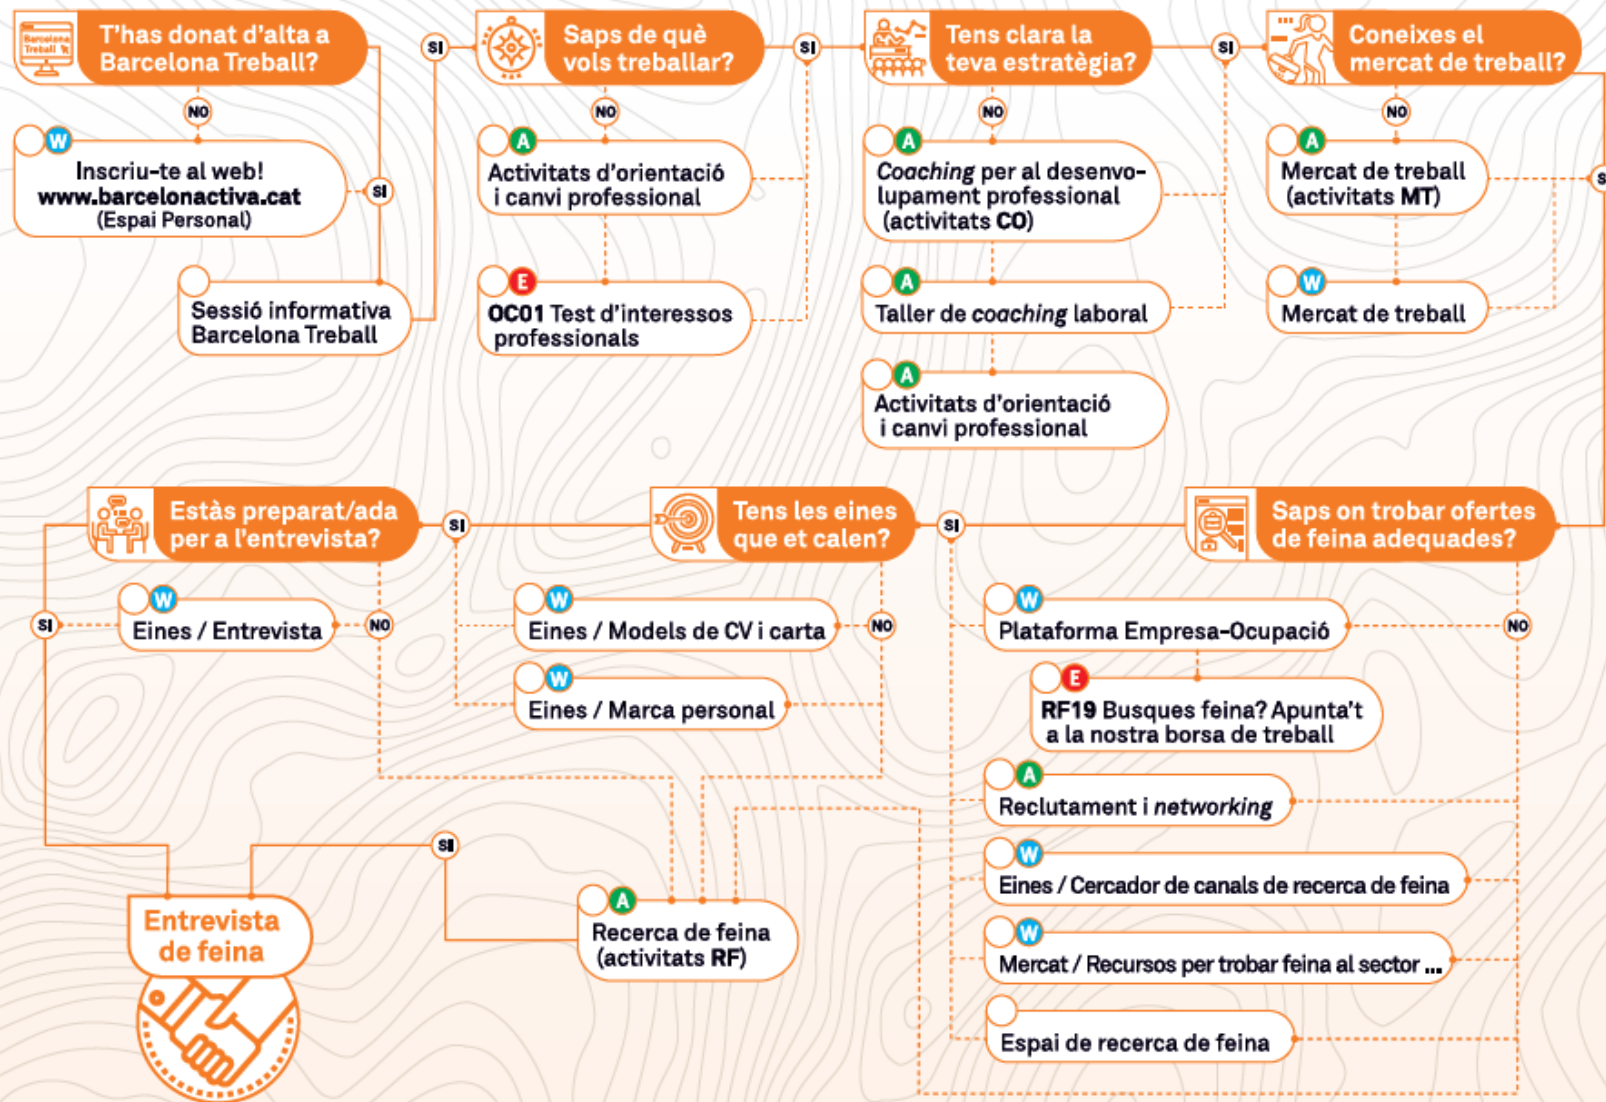 Barcelona
Treball
T'has donat d'alta a
Barcelona Treball?
NO
W
Inscriu-te al web!
www.barcelonactiva.cat
(Espai Personal)
SI
Sessió informativa
Barcelona Treball
SI
Saps de què
vols treballar?
NO
A
Activitats d'orientació
i canvi professional
E
OC01 Test d'interessos
professionals
SI
Tens clara la
teva estratègia?
NO
A
Coaching per al desenvo-
lupament professional
(activitats CO)
A
Taller de coaching laboral
A
Activitats d'orientació
i canvi professional
SI
Coneixes el
mercat de treball?
NO
A
Mercat de treball
(activitats MT)
W
Mercat de treball
S
Saps on trobar ofertes
de feina adequades?
NO
W
Plataforma Empresa-Ocupació
E
RF19 Busques feina? Apunta't
a la nostra borsa de treball
A
Reclutament i networking
W
Eines / Cercador de canals de recerca de feina
W
Mercat / Recursos per trobar feina al sector ...
Espai de recerca de feina
SI
Tens les eines
que et calen?
NO
W
Eines / Models de CV i carta
W
Eines / Marca personal
SI
Estàs preparat/ada
per a l'entrevista?
NO
W
Eines / Entrevista
SI
A
Recerca de feina
(activitats RF)
SI
Entrevista
de feina